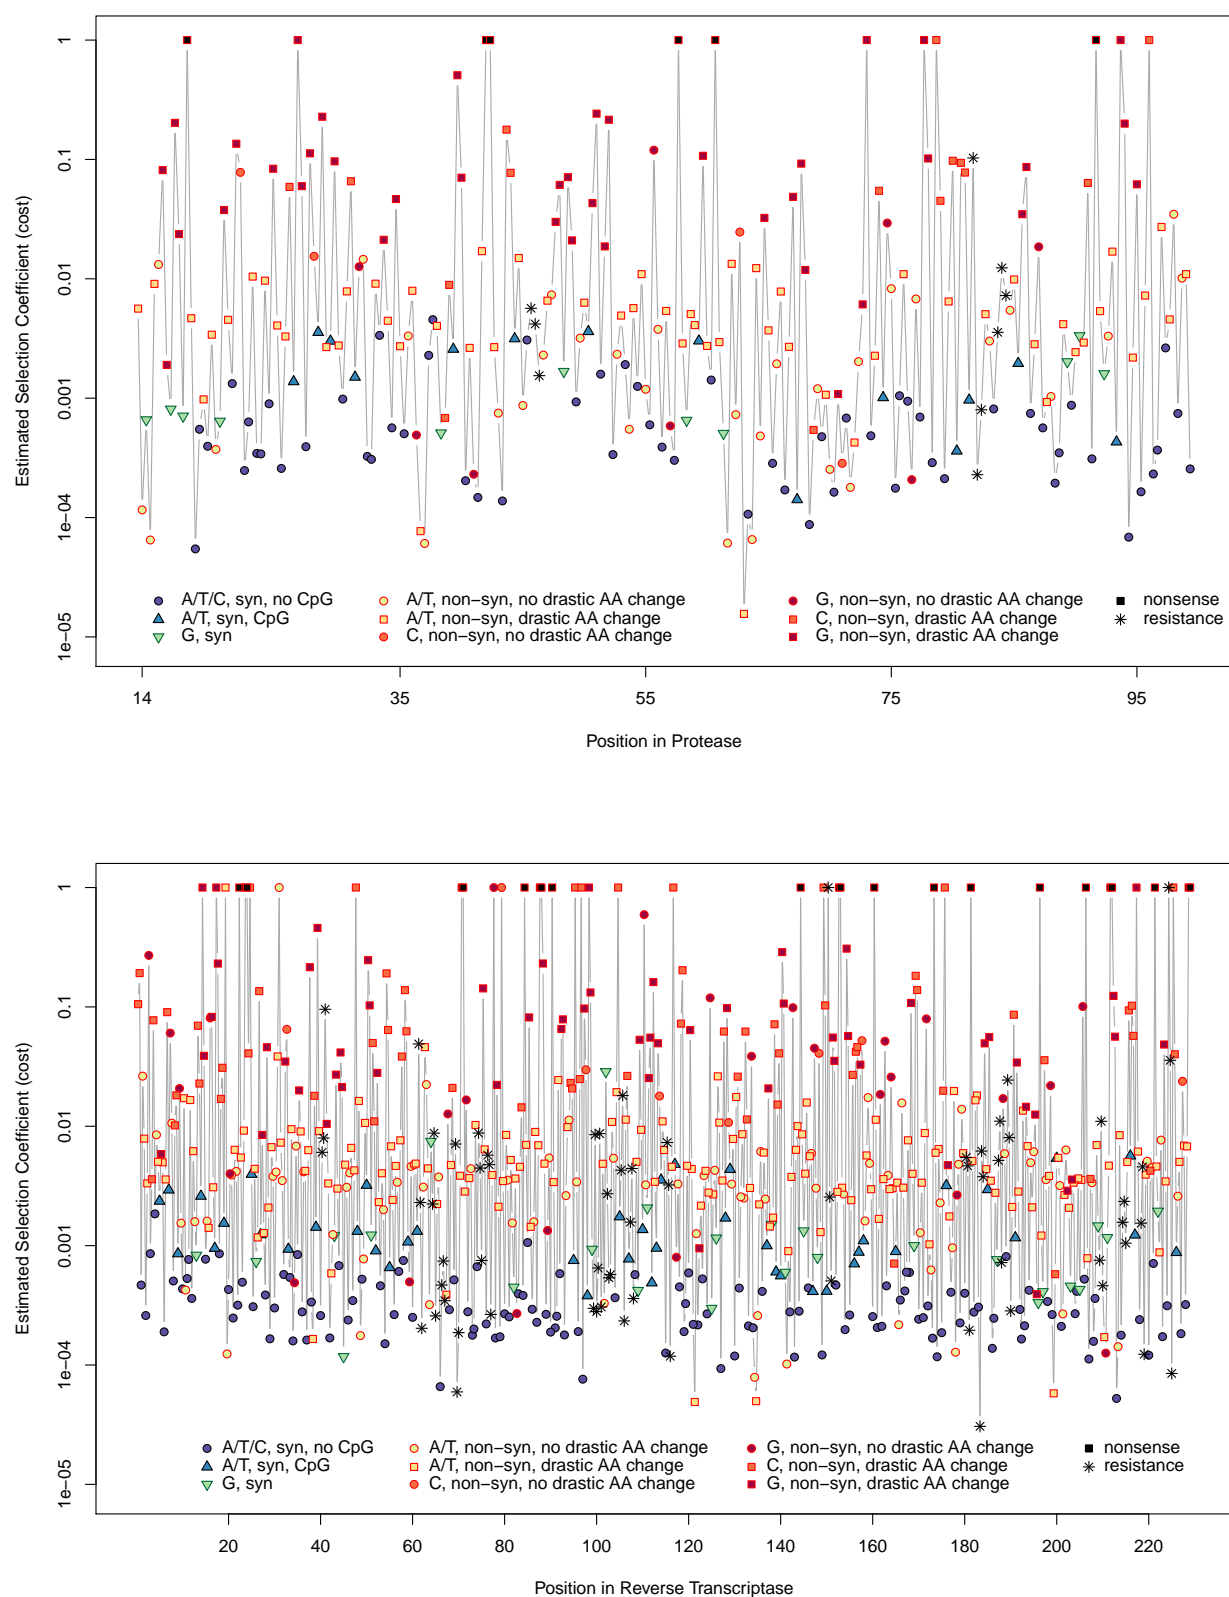 Estimated Selection Coefficient (cost)
1
0.1
0.01
0.001
1e−04
1e−05
A/T/C, syn, no CpG
A/T, non−syn, no drastic AA change
G, non−syn, no drastic AA change
nonsense
A/T, syn, CpG
A/T, non−syn, drastic AA change
C, non−syn, drastic AA change
resistance
G, syn
C, non−syn, no drastic AA change
G, non−syn, drastic AA change
14 35 55 75 95
Position in Protease
Estimated Selection Coefficient (cost)
1
0.1
0.01
0.001
1e−04
1e−05
A/T/C, syn, no CpG
A/T, non−syn, no drastic AA change
G, non−syn, no drastic AA change
nonsense
A/T, syn, CpG
A/T, non−syn, drastic AA change
C, non−syn, drastic AA change
resistance
G, syn
C, non−syn, no drastic AA change
G, non−syn, drastic AA change
20 40 60 80 100 120 140 160 180 200 220
Position in Reverse Transcriptase